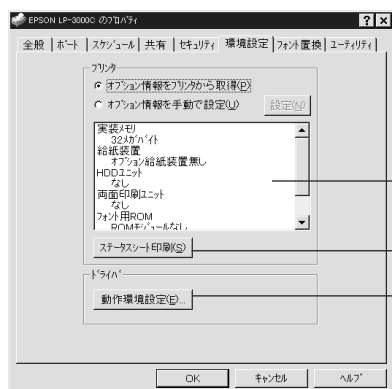 EPSON LP-3000C のプロパティ
全般 ポート スケジュール 共有 セキュリティ 環境設定 フォント置換 ユーティリティ
プリンタ
オプション情報をプリンタから取得(P)
オプション情報を手動で設定(U) 設定(N)
実装メモリ
32メガバイト
給紙装置
オプション給紙装置無し
HDDユニット
なし
両面印刷ユニット
なし
フォント用ROM
ROMモジュールなし
ステータスシート印刷(S)
ドライバ
動作環境設定(E)...
OK キャンセル ヘルプ